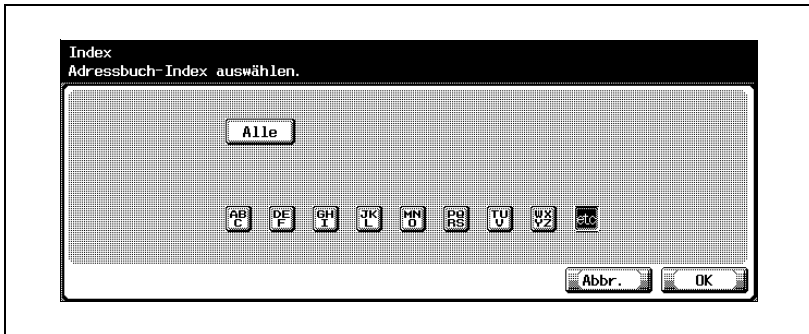 Index
Adressbuch-Index auswählen.
Alle
ABC DEF GHI JKL MNO PQRS TUV WXYZ etc
Abbr. OK